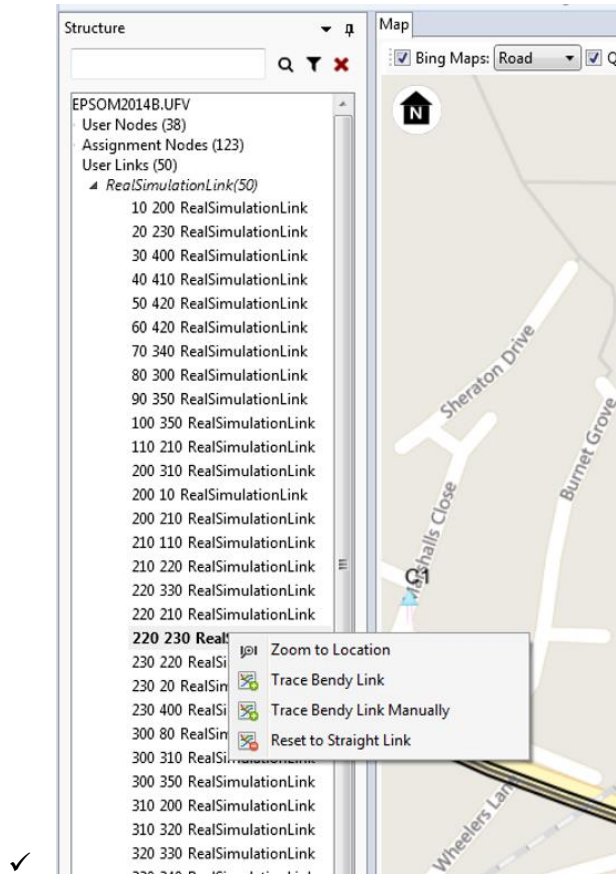 Structure
Map
Bing Maps: Road
EPSOM2014B.UFV
User Nodes (38)
Assignment Nodes (123)
User Links (50)
RealSimulationLink(50)
10 200 RealSimulationLink
20 230 RealSimulationLink
30 400 RealSimulationLink
40 410 RealSimulationLink
50 420 RealSimulationLink
60 420 RealSimulationLink
70 340 RealSimulationLink
80 300 RealSimulationLink
90 350 RealSimulationLink
100 350 RealSimulationLink
110 210 RealSimulationLink
200 310 RealSimulationLink
200 10 RealSimulationLink
200 210 RealSimulationLink
210 110 RealSimulationLink
210 220 RealSimulationLink
220 330 RealSimulationLink
220 210 RealSimulationLink
220 230 Real
230 220 RealSi
230 20 RealSim
230 400 RealSi
300 80 RealSim
300 310 RealSimulationLink
300 350 RealSimulationLink
310 200 RealSimulationLink
310 320 RealSimulationLink
320 330 RealSimulationLink
Zoom to Location
Trace Bendy Link
Trace Bendy Link Manually
Reset to Straight Link
N
Sheraton Drive
Burnet Grove
Marshalls Close
C1
Wheelers Lane